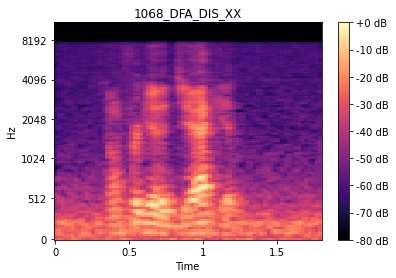 1068_DFA_DIS_XX
+0 dB
8192
-10 dB
4096
-20 dB
-30 dB
2048
Hz
-40 dB
1024
-50 dB
512
-60 dB
-70 dB
0
-80 dB
0
0.5
1
1.5
Time